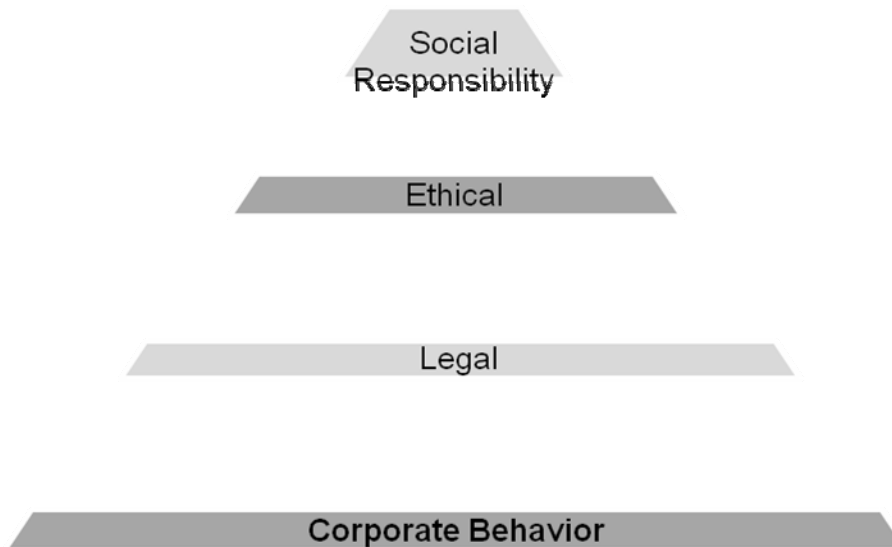 Social
Responsibility
Ethical
Legal
Corporate Behavior